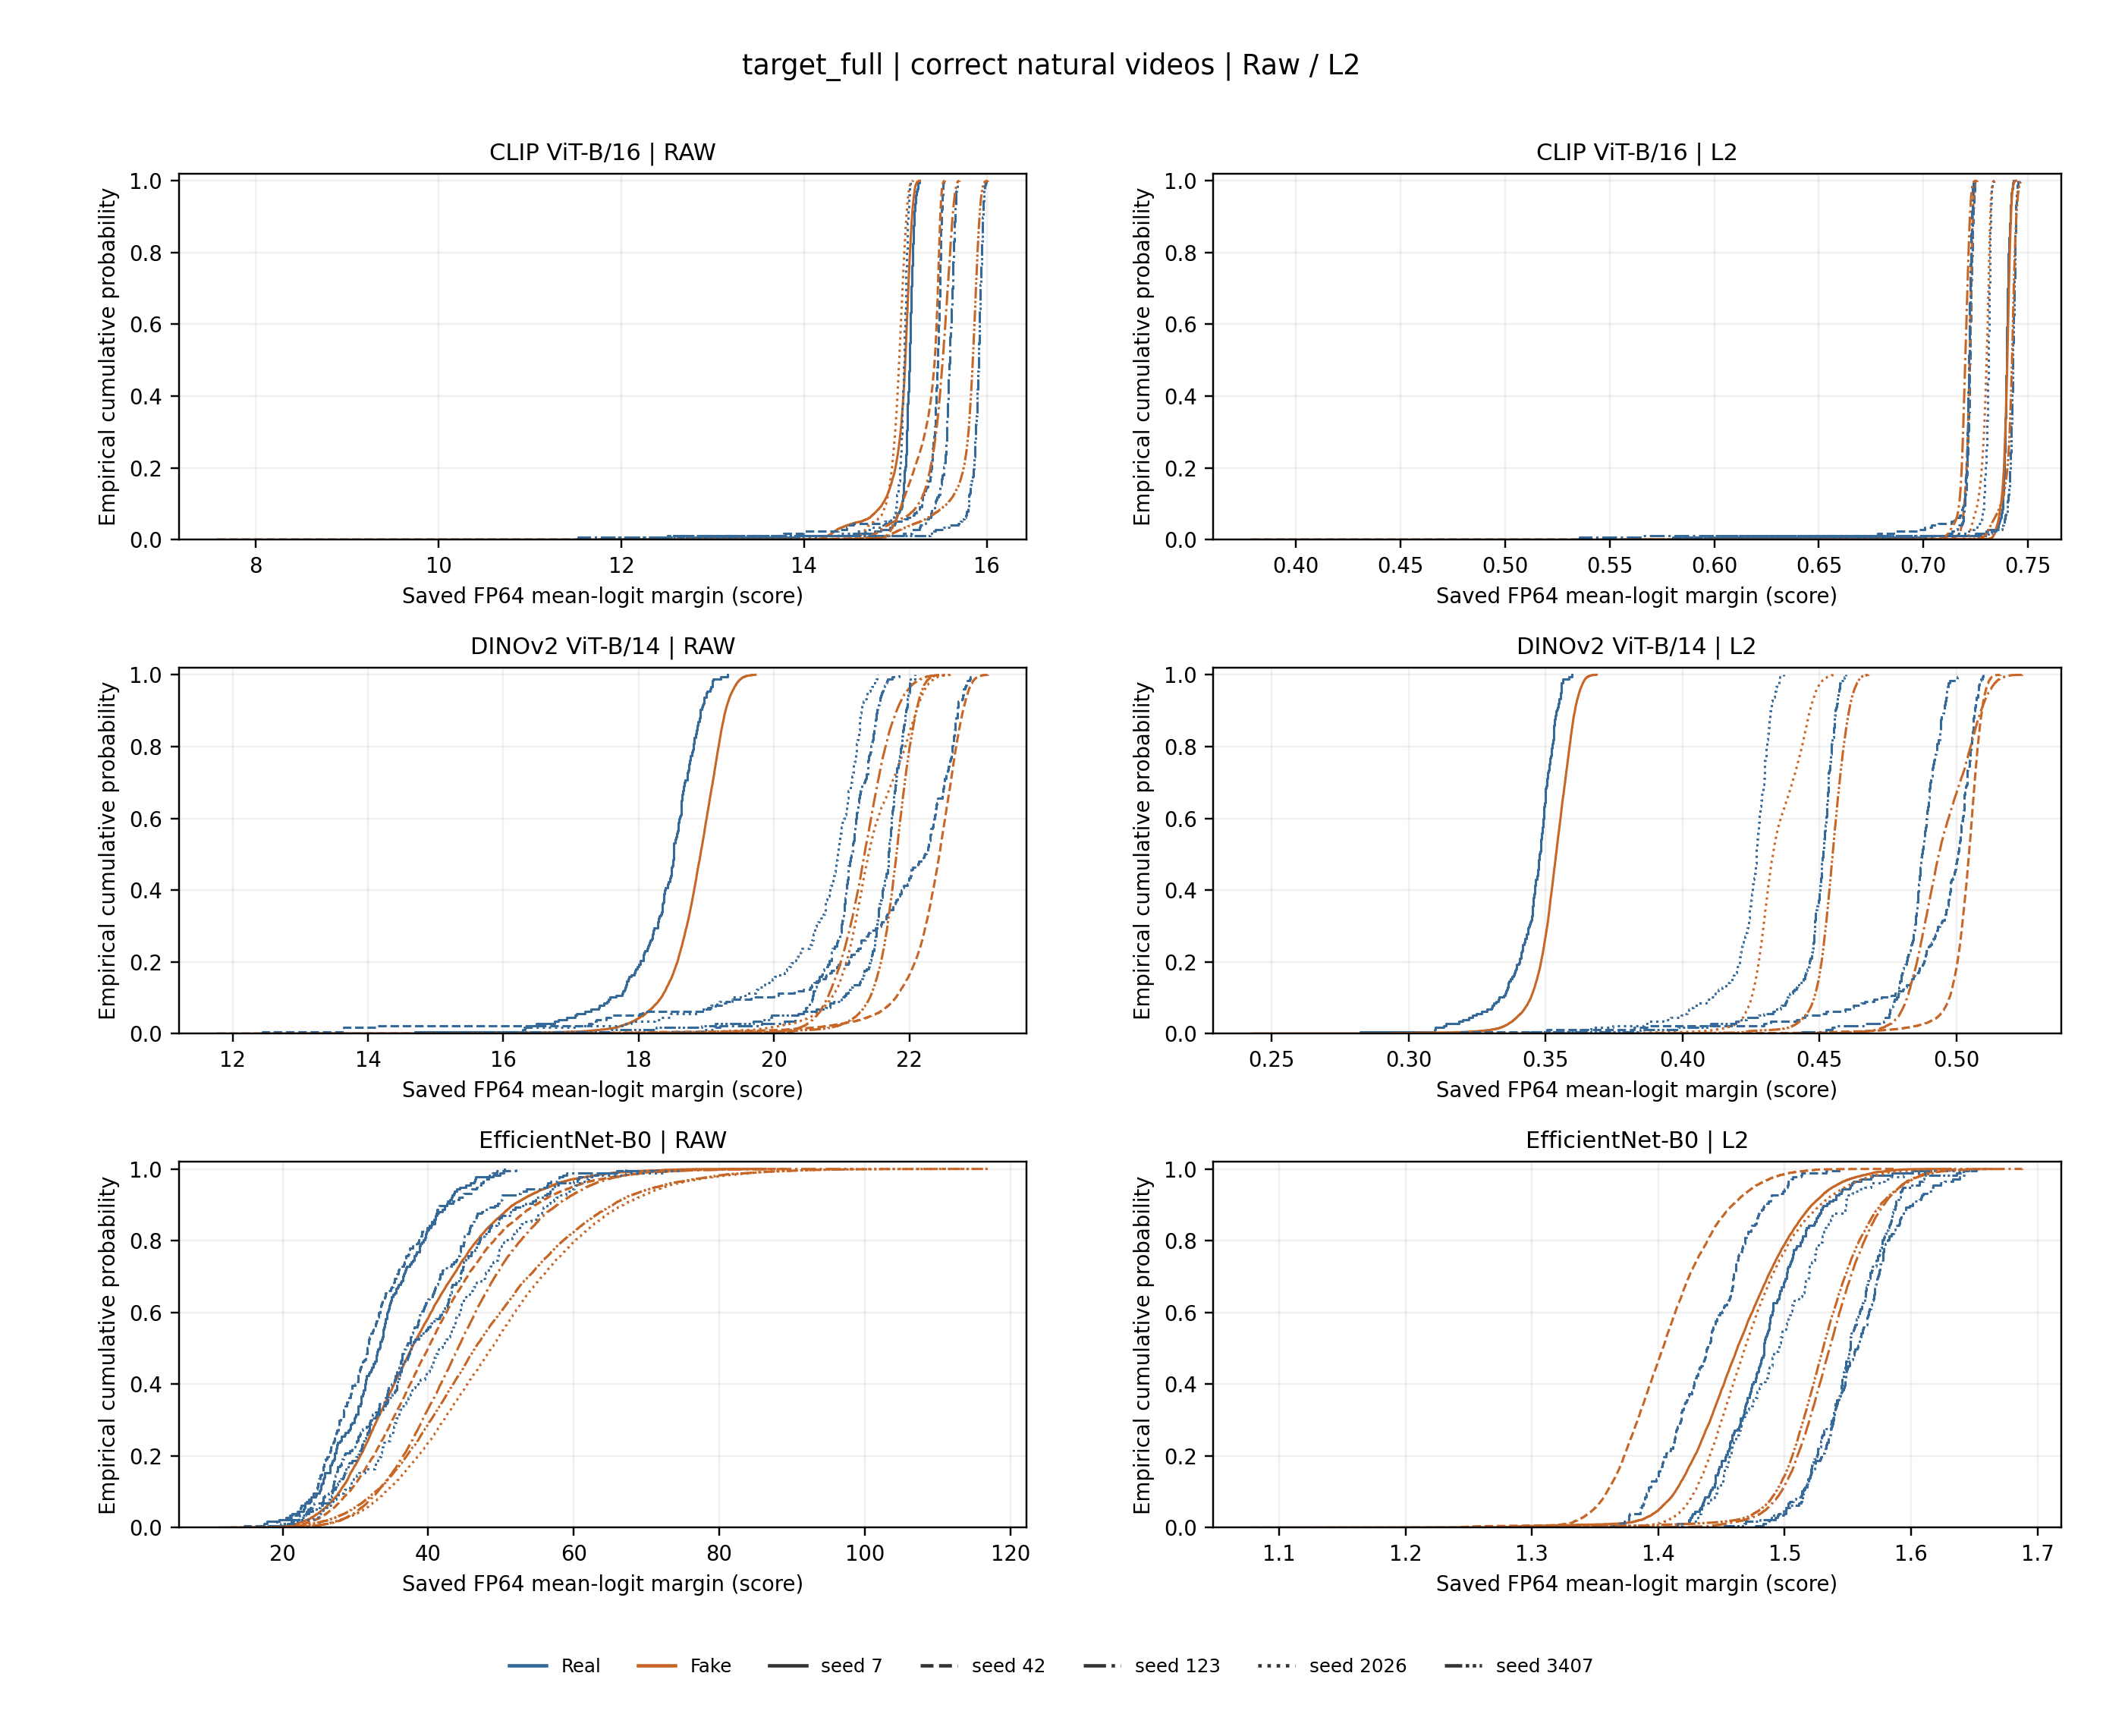 target_full | correct natural videos | Raw / L2
CLIP ViT-B/16 | RAW
Empirical cumulative probability
1.0
0.8
0.6
0.4
0.2
0.0
8 10 12 14 16
Saved FP64 mean-logit margin (score)
CLIP ViT-B/16 | L2
Empirical cumulative probability
1.0
0.8
0.6
0.4
0.2
0.0
0.40 0.45 0.50 0.55 0.60 0.65 0.70 0.75
Saved FP64 mean-logit margin (score)
DINOv2 ViT-B/14 | RAW
Empirical cumulative probability
1.0
0.8
0.6
0.4
0.2
0.0
12 14 16 18 20 22
Saved FP64 mean-logit margin (score)
DINOv2 ViT-B/14 | L2
Empirical cumulative probability
1.0
0.8
0.6
0.4
0.2
0.0
0.25 0.30 0.35 0.40 0.45 0.50
Saved FP64 mean-logit margin (score)
EfficientNet-B0 | RAW
Empirical cumulative probability
1.0
0.8
0.6
0.4
0.2
0.0
20 40 60 80 100 120
Saved FP64 mean-logit margin (score)
EfficientNet-B0 | L2
Empirical cumulative probability
1.0
0.8
0.6
0.4
0.2
0.0
1.1 1.2 1.3 1.4 1.5 1.6 1.7
Saved FP64 mean-logit margin (score)
Real Fake seed 7 seed 42 seed 123 seed 2026 seed 3407